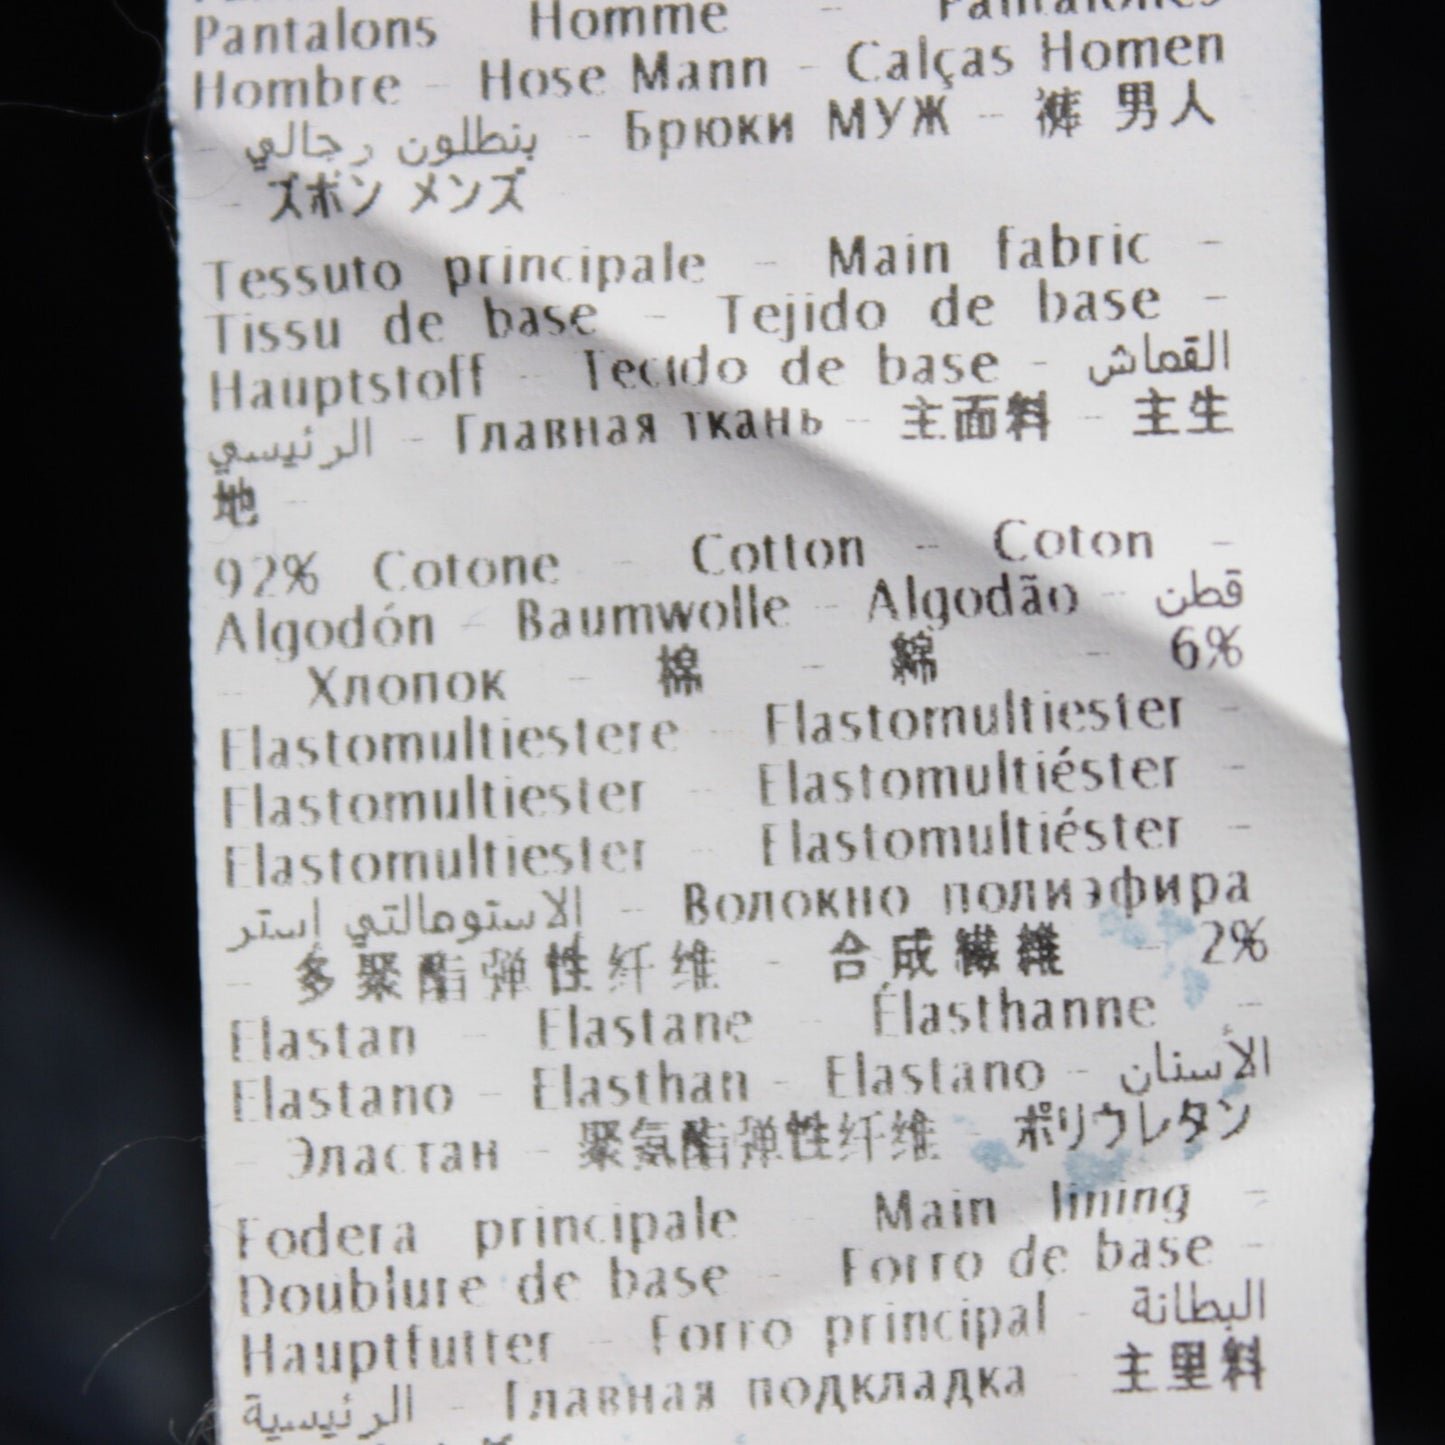 Pantalons Homme - Pantalones
Hombre - Hose Mann - Calças Homen
- بنطلون رجالي - Брюки МУЖ - 裤 男人
- ズボン メンズ
Tessuto principale - Main fabric -
Tissu de base - Tejido de base -
Hauptstoff - Tecido de base - القماش
الرئيسي - Главная ткань - 主面料 - 主生
地 -
92% Cotone - Cotton - Coton -
Algodón - Baumwolle - Algodão - قطن
- Хлопок - 棉 - 綿 - 6%
Elastomultiestere - Elastomultiester -
Elastomultiester - Elastomultiéster -
Elastomultiester - Elastomultiéster -
الاستومالتي إستر - Волокно полиэфира
- 多聚酯弹性纤维 - 合成繊維 - 2%
Elastan - Elastane - Élasthanne -
Elastano - Elasthan - Elastano - الأستان
- Эластан - 聚氨酯弹性纤维 - ポリウレタン
Fodera principale - Main lining -
Doublure de base - Forro de base -
Hauptfutter - Forro principal - البطانة
الرئيسية - Главная подкладка - 主里料